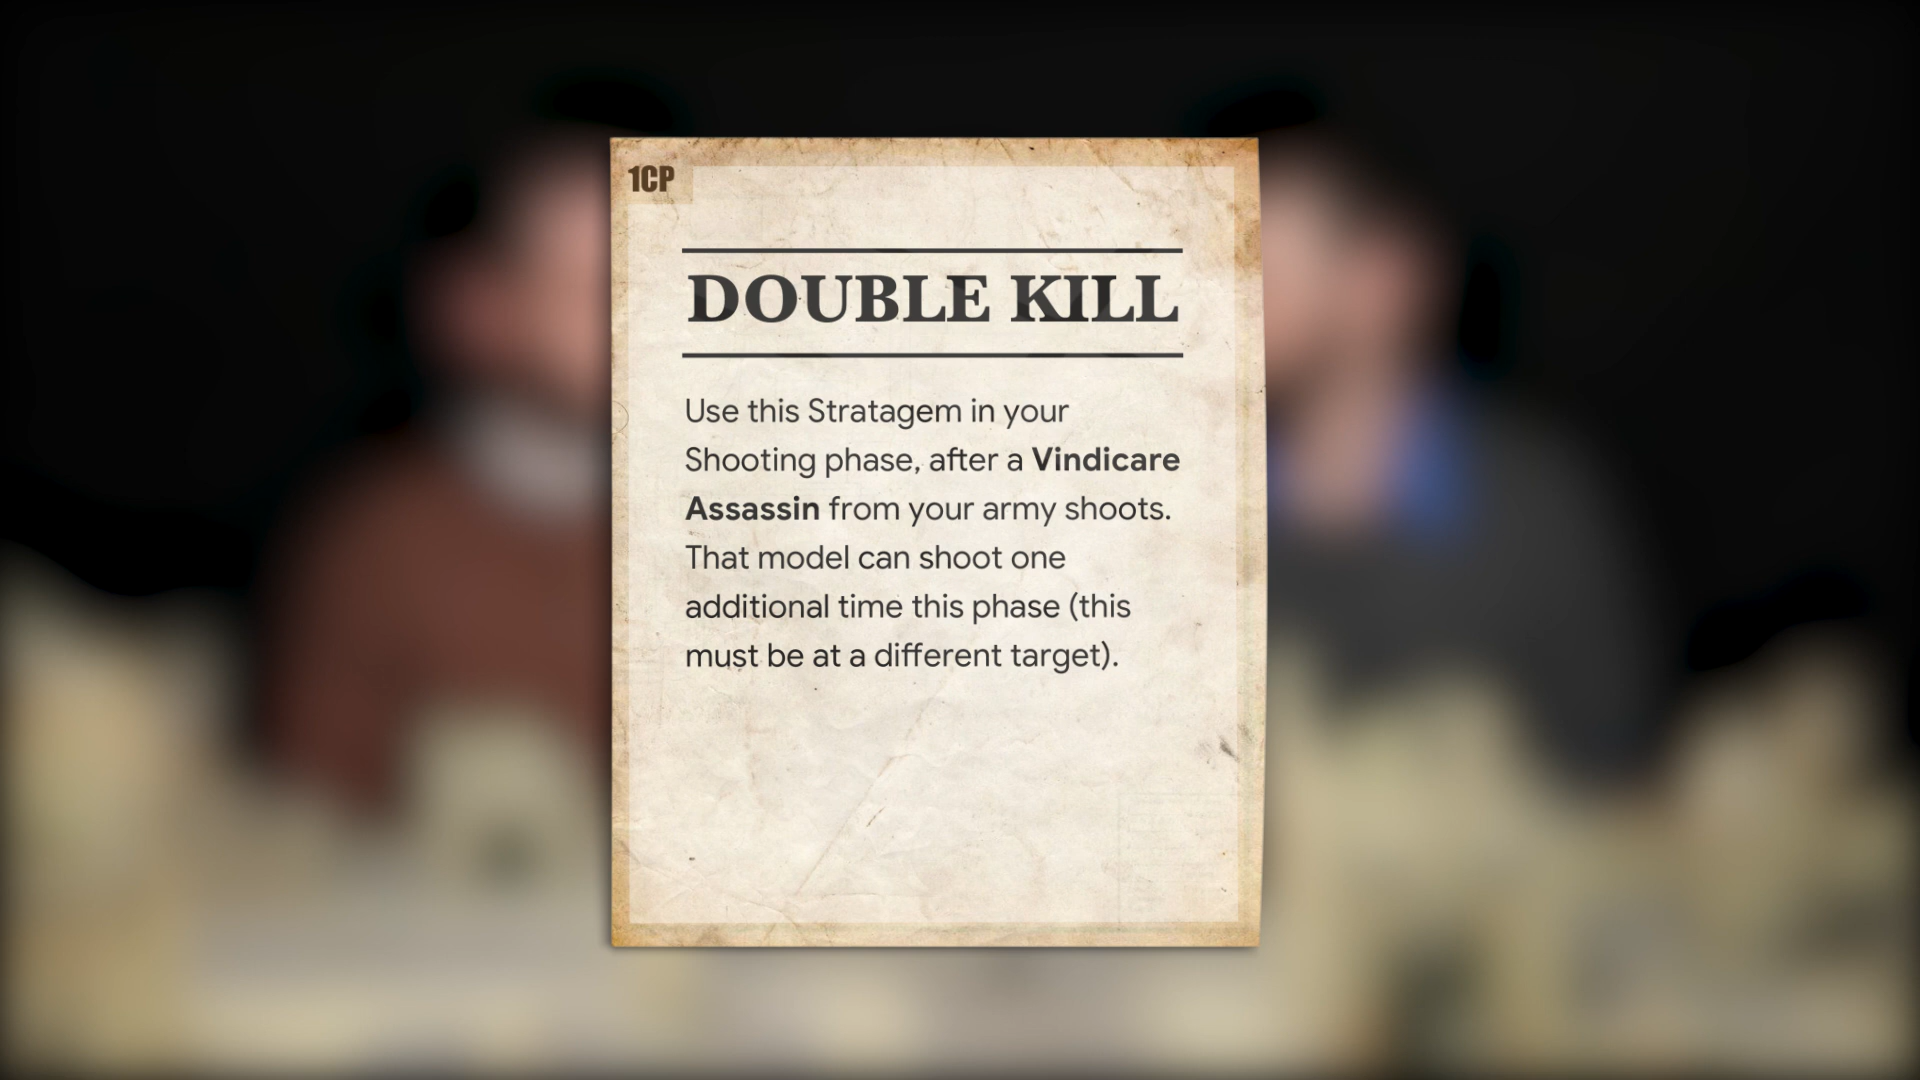 1CP
DOUBLE KILL
Use this Stratagem in your
Shooting phase, after a Vindicare
Assassin from your army shoots.
That model can shoot one
additional time this phase (this
must be at a different target).